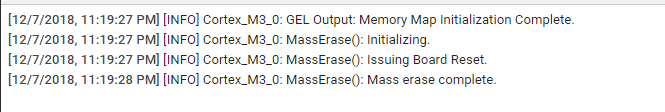 [12/7/2018, 11:19:27 PM] [INFO] Cortex_M3_0: GEL Output: Memory Map Initialization Complete.
[12/7/2018, 11:19:27 PM] [INFO] Cortex_M3_0: MassErase(): Initializing.
[12/7/2018, 11:19:27 PM] [INFO] Cortex_M3_0: MassErase(): Issuing Board Reset.
[12/7/2018, 11:19:28 PM] [INFO] Cortex_M3_0: MassErase(): Mass erase complete.